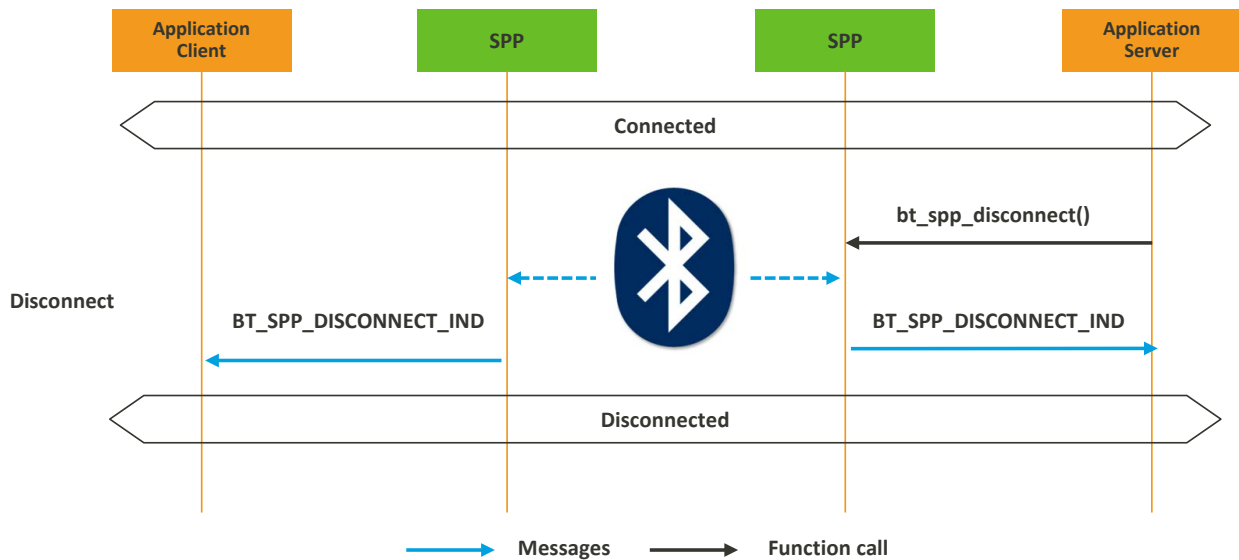 Application
Client
SPP
SPP
Application
Server
Connected
bt_spp_disconnect()
Disconnect
BT_SPP_DISCONNECT_IND
BT_SPP_DISCONNECT_IND
Disconnected
Messages
Function call